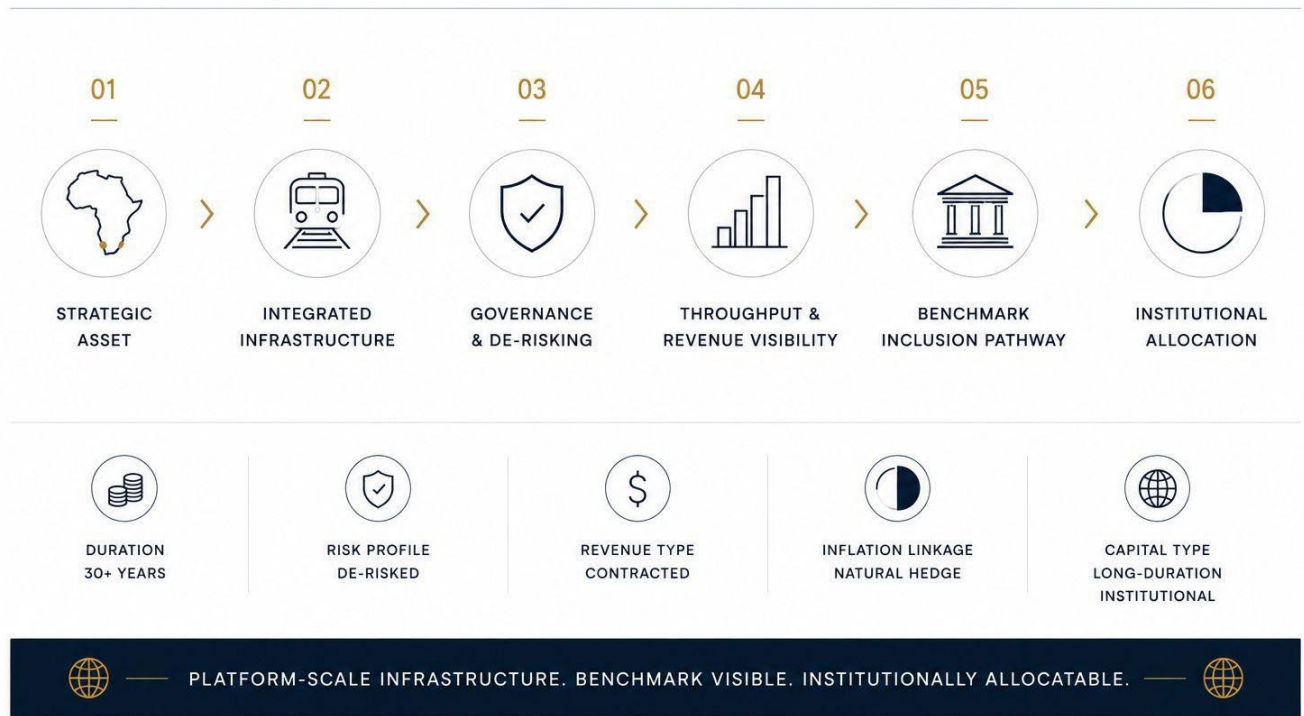 01
02
03
04
05
06
STRATEGIC
ASSET
INTEGRATED
INFRASTRUCTURE
GOVERNANCE
& DE-RISKING
THROUGHPUT &
REVENUE VISIBILITY
BENCHMARK
INCLUSION PATHWAY
INSTITUTIONAL
ALLOCATION
$
DURATION
30+ YEARS
RISK PROFILE
DE-RISKED
REVENUE TYPE
CONTRACTED
INFLATION LINKAGE
NATURAL HEDGE
CAPITAL TYPE
LONG-DURATION
INSTITUTIONAL
PLATFORM-SCALE INFRASTRUCTURE. BENCHMARK VISIBLE. INSTITUTIONALLY ALLOCATABLE.